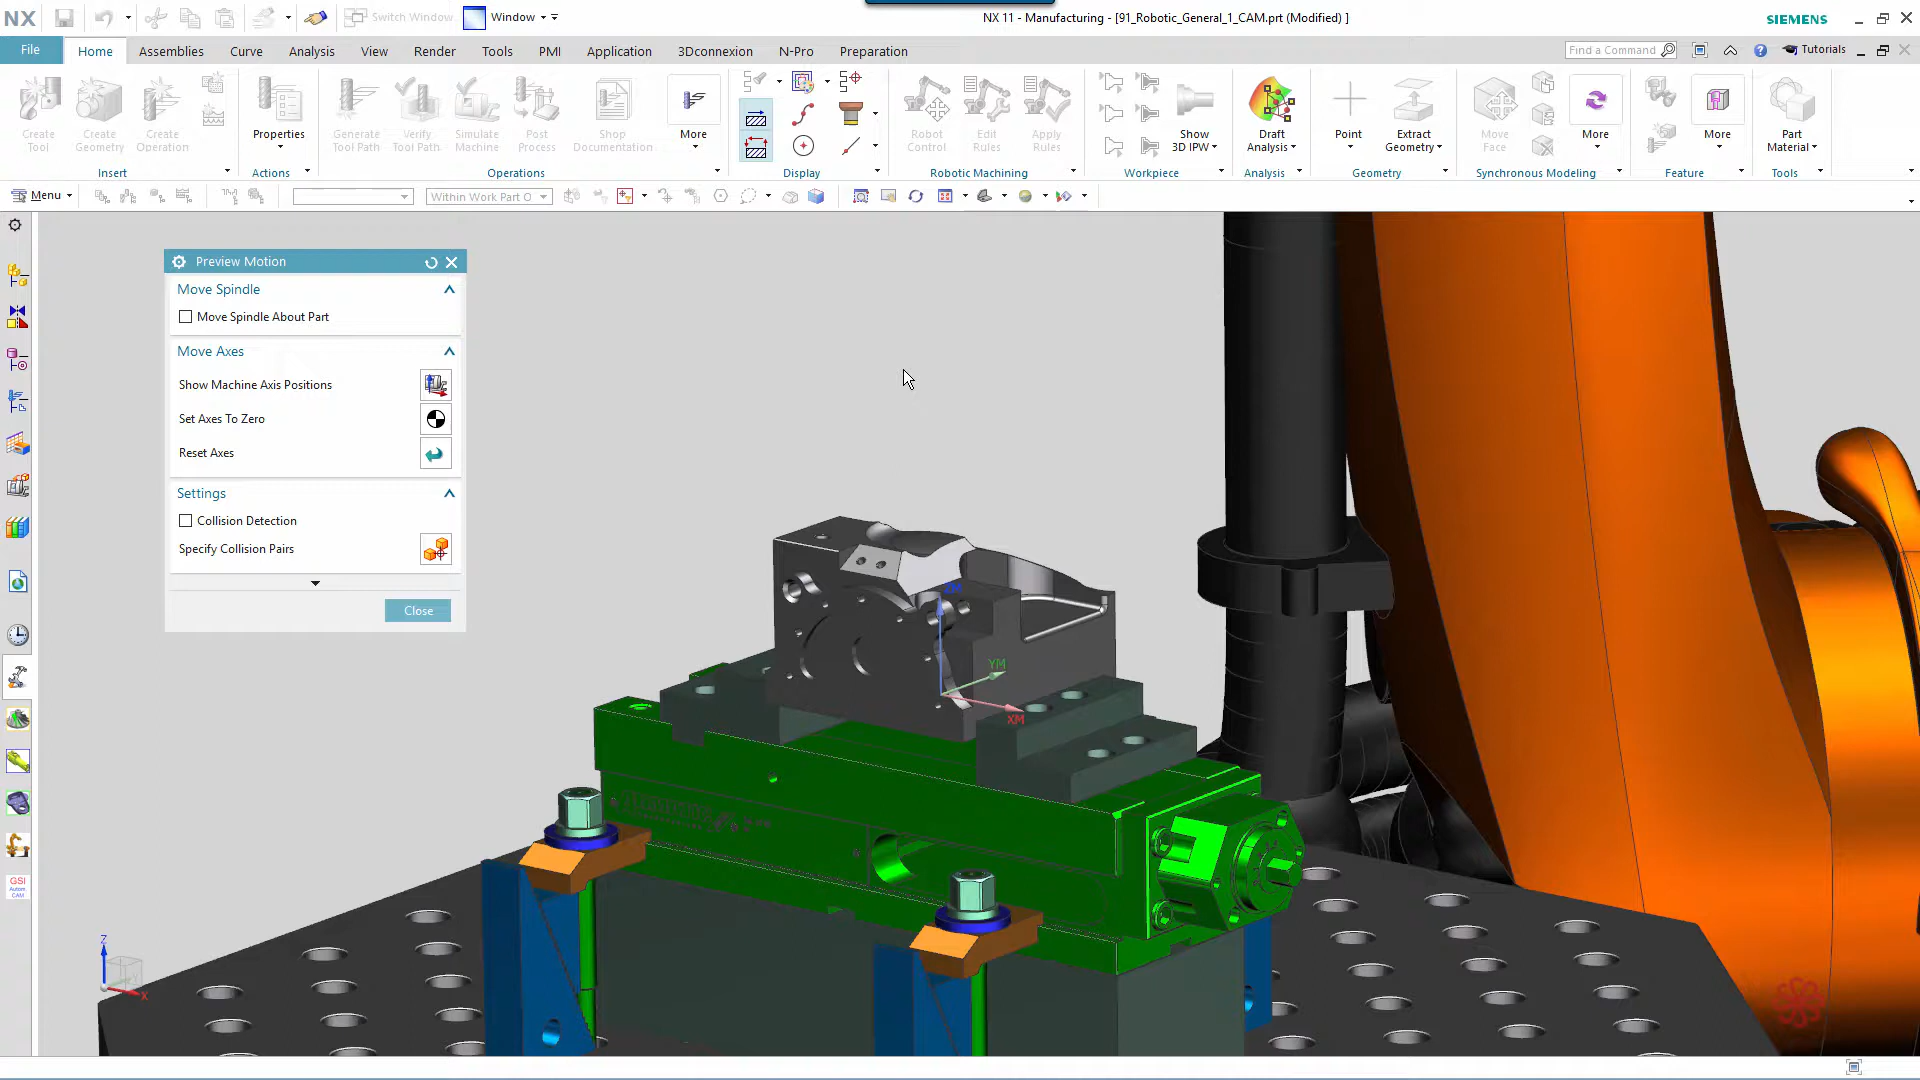 NX
Switch Window
Window
NX 11 - Manufacturing - [91_Robotic_General_1_CAM.prt (Modified) ]
SIEMENS
File
Home
Assemblies
Curve
Analysis
View
Render
Tools
PMI
Application
3Dconnexion
N-Pro
Preparation
Find a Command
Tutorials
Create Tool
Create Geometry
Create Operation
Properties
Generate Tool Path
Verify Tool Path
Simulate Machine
Post Process
Shop Documentation
More
Robot Control
Edit Rules
Apply Rules
Show 3D IPW
Draft Analysis
Point
Extract Geometry
Move Face
More
More
Part Material
Insert
Actions
Operations
Display
Robotic Machining
Workpiece
Analysis
Geometry
Synchronous Modeling
Feature
Tools
Menu
Within Work Part O
Preview Motion
Move Spindle
Move Spindle About Part
Move Axes
Show Machine Axis Positions
Set Axes To Zero
Reset Axes
Settings
Collision Detection
Specify Collision Pairs
Close
ZM
YM
XM
GSI
CAM
Z
X